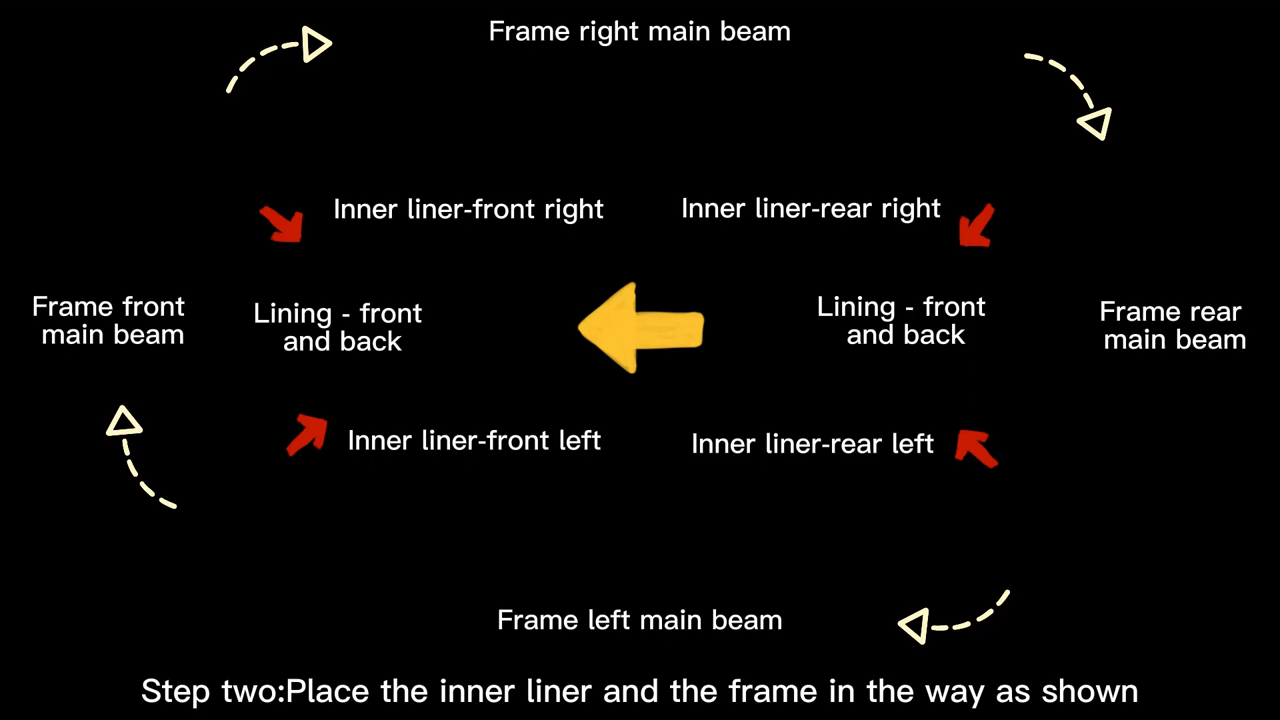 Frame right main beam
Inner liner-front right
Inner liner-rear right
Frame front
main beam
Lining - front
and back
Lining - front
and back
Frame rear
main beam
Inner liner-front left
Inner liner-rear left
Frame left main beam
Step two:Place the inner liner and the frame in the way as shown